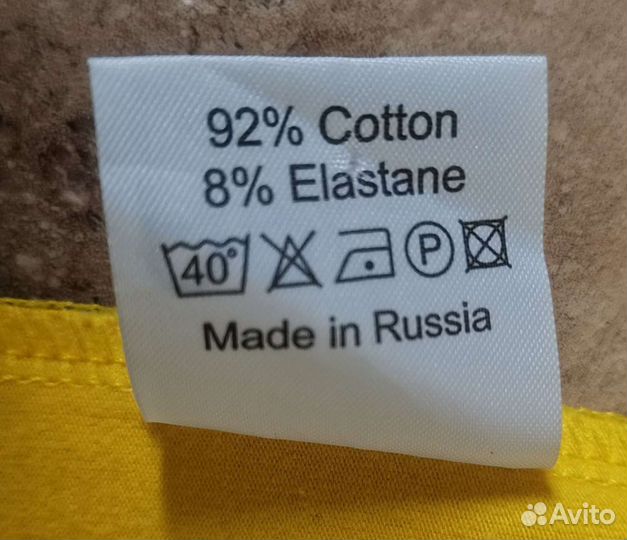 92% Cotton
8% Elastane
40° P
Made in Russia
Avito